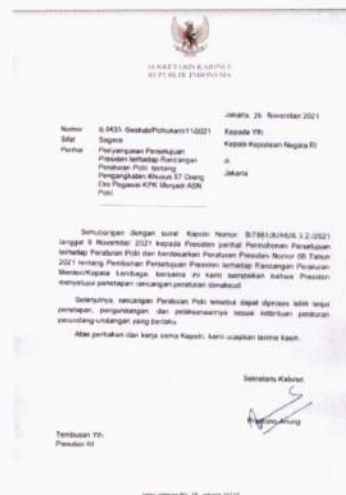 SEKRETARIS KABINET
REPUBLIK INDONESIA
Jakarta, 26 November 2021
Nomor
Sifat : Segera
Perihal : Penyampaian Persetujuan
Presiden terhadap Rancangan
Peraturan Polri tentang
Pengangkatan Khusus 57 Orang
Eks Pegawai KPK Menjadi ASN
Polri
Kepada Yth.
Kepala Kepolisian Negara RI
di
Jakarta
Sehubungan dengan surat Kapolri Nomor
tanggal 8 November 2021 kepada Presiden perihal Permohonan Persetujuan
terhadap Peraturan Polri dan berdasarkan Peraturan Presiden Nomor 68 Tahun
2021 tentang Pemberian Persetujuan Presiden terhadap Rancangan Peraturan
Menteri/Kepala Lembaga, bersama ini kami sampaikan bahwa Presiden
menyetujui penetapan rancangan peraturan dimaksud.
Selanjutnya, rancangan Peraturan Polri tersebut dapat diproses lebih lanjut
penetapan, pengundangan, dan pelaksanaannya sesuai ketentuan peraturan
perundang-undangan yang berlaku.
Atas perhatian dan kerja sama Kapolri, kami ucapkan terima kasih.
Sekretaris Kabinet
Pramono Anung
Tembusan Yth.
Presiden RI